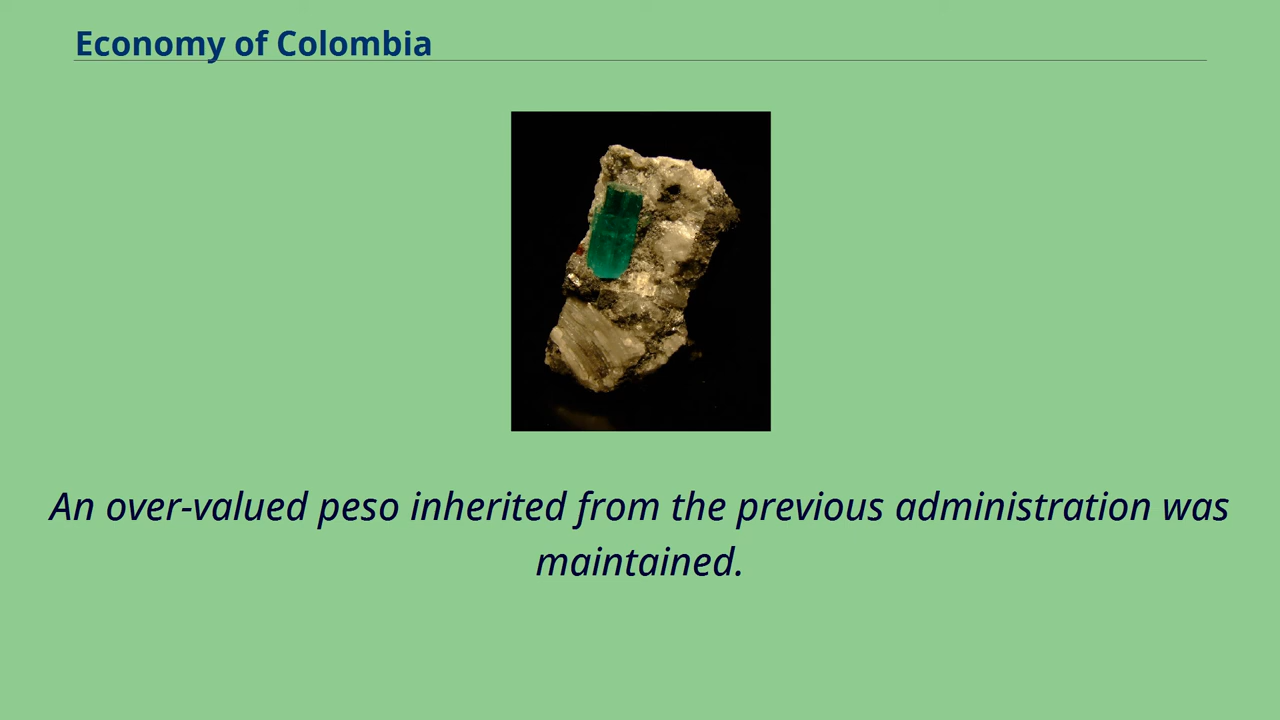 Economy of Colombia
An over-valued peso inherited from the previous administration was
maintained.